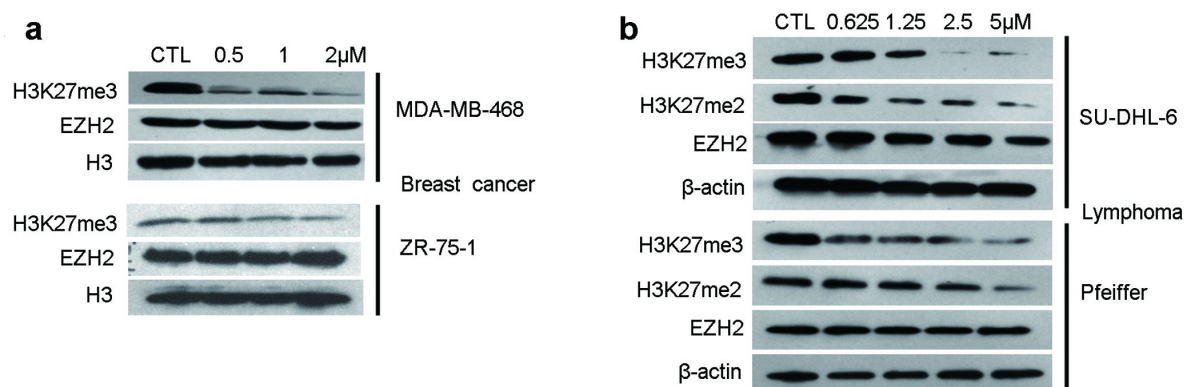 a
CTL 0.5 1 2µM
H3K27me3
EZH2
H3
MDA-MB-468
Breast cancer
H3K27me3
EZH2
H3
ZR-75-1
b
CTL 0.625 1.25 2.5 5µM
H3K27me3
H3K27me2
EZH2
β-actin
SU-DHL-6
Lymphoma
H3K27me3
H3K27me2
EZH2
β-actin
Pfeiffer